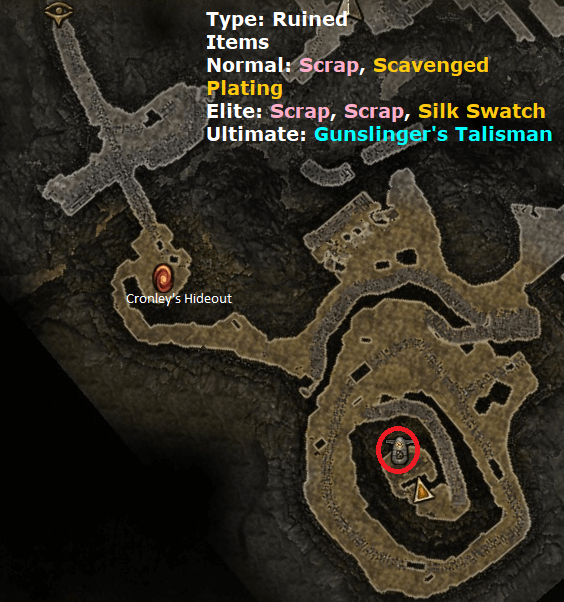 Type: Ruined
Items
Normal: Scrap, Scavenged
Plating
Elite: Scrap, Scrap, Silk Swatch
Ultimate: Gunslinger's Talisman
Cronley's Hideout